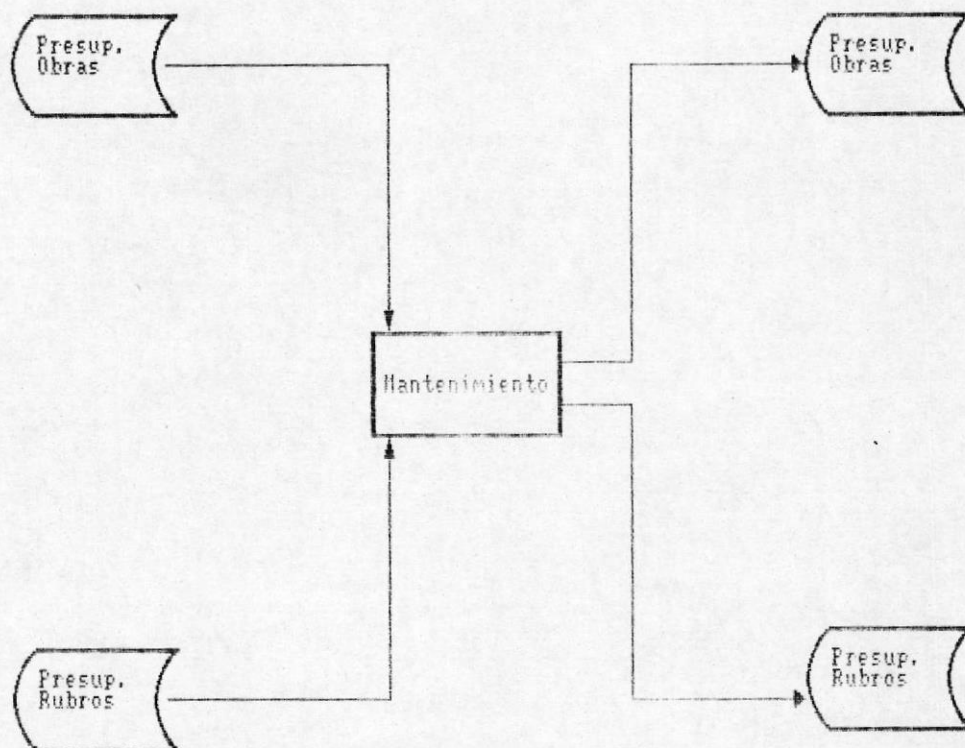 Presup.
Obras
Presup.
Obras
Mantenimiento
Presup.
Rubros
Presup.
Rubros